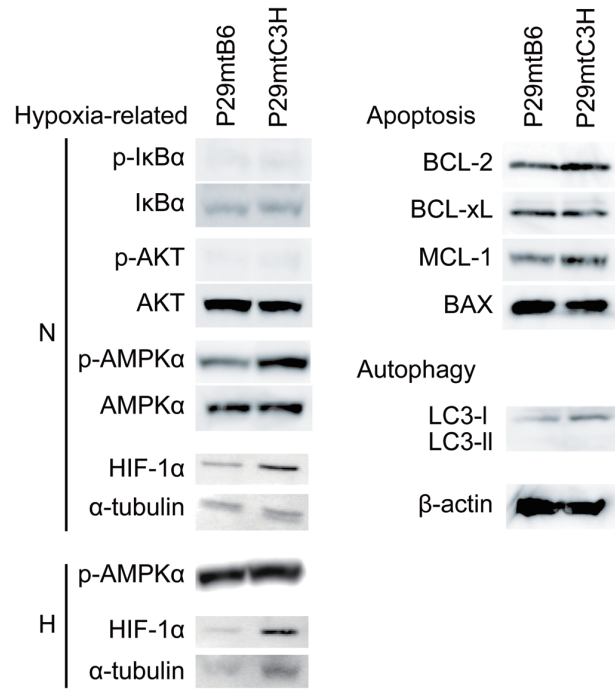 P29mtB6
P29mtC3H
Hypoxia-related
N
p-IκBα
IκBα
p-AKT
AKT
p-AMPKα
AMPKα
HIF-1α
α-tubulin
H
p-AMPKα
HIF-1α
α-tubulin
P29mtB6
P29mtC3H
Apoptosis
BCL-2
BCL-xL
MCL-1
BAX
Autophagy
LC3-I
LC3-II
β-actin